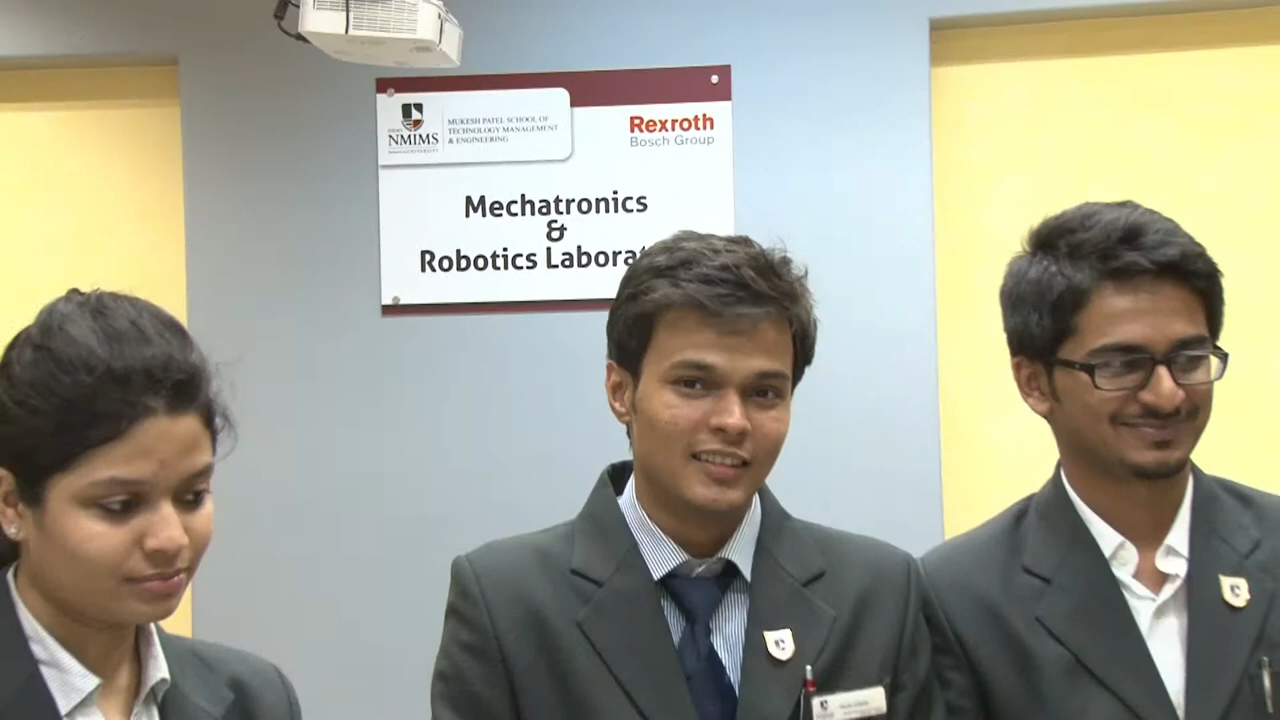 NMIMS
MUKESH PATEL SCHOOL OF
TECHNOLOGY MANAGEMENT
& ENGINEERING
Rexroth
Bosch Group
Mechatronics
&
Robotics Laborat